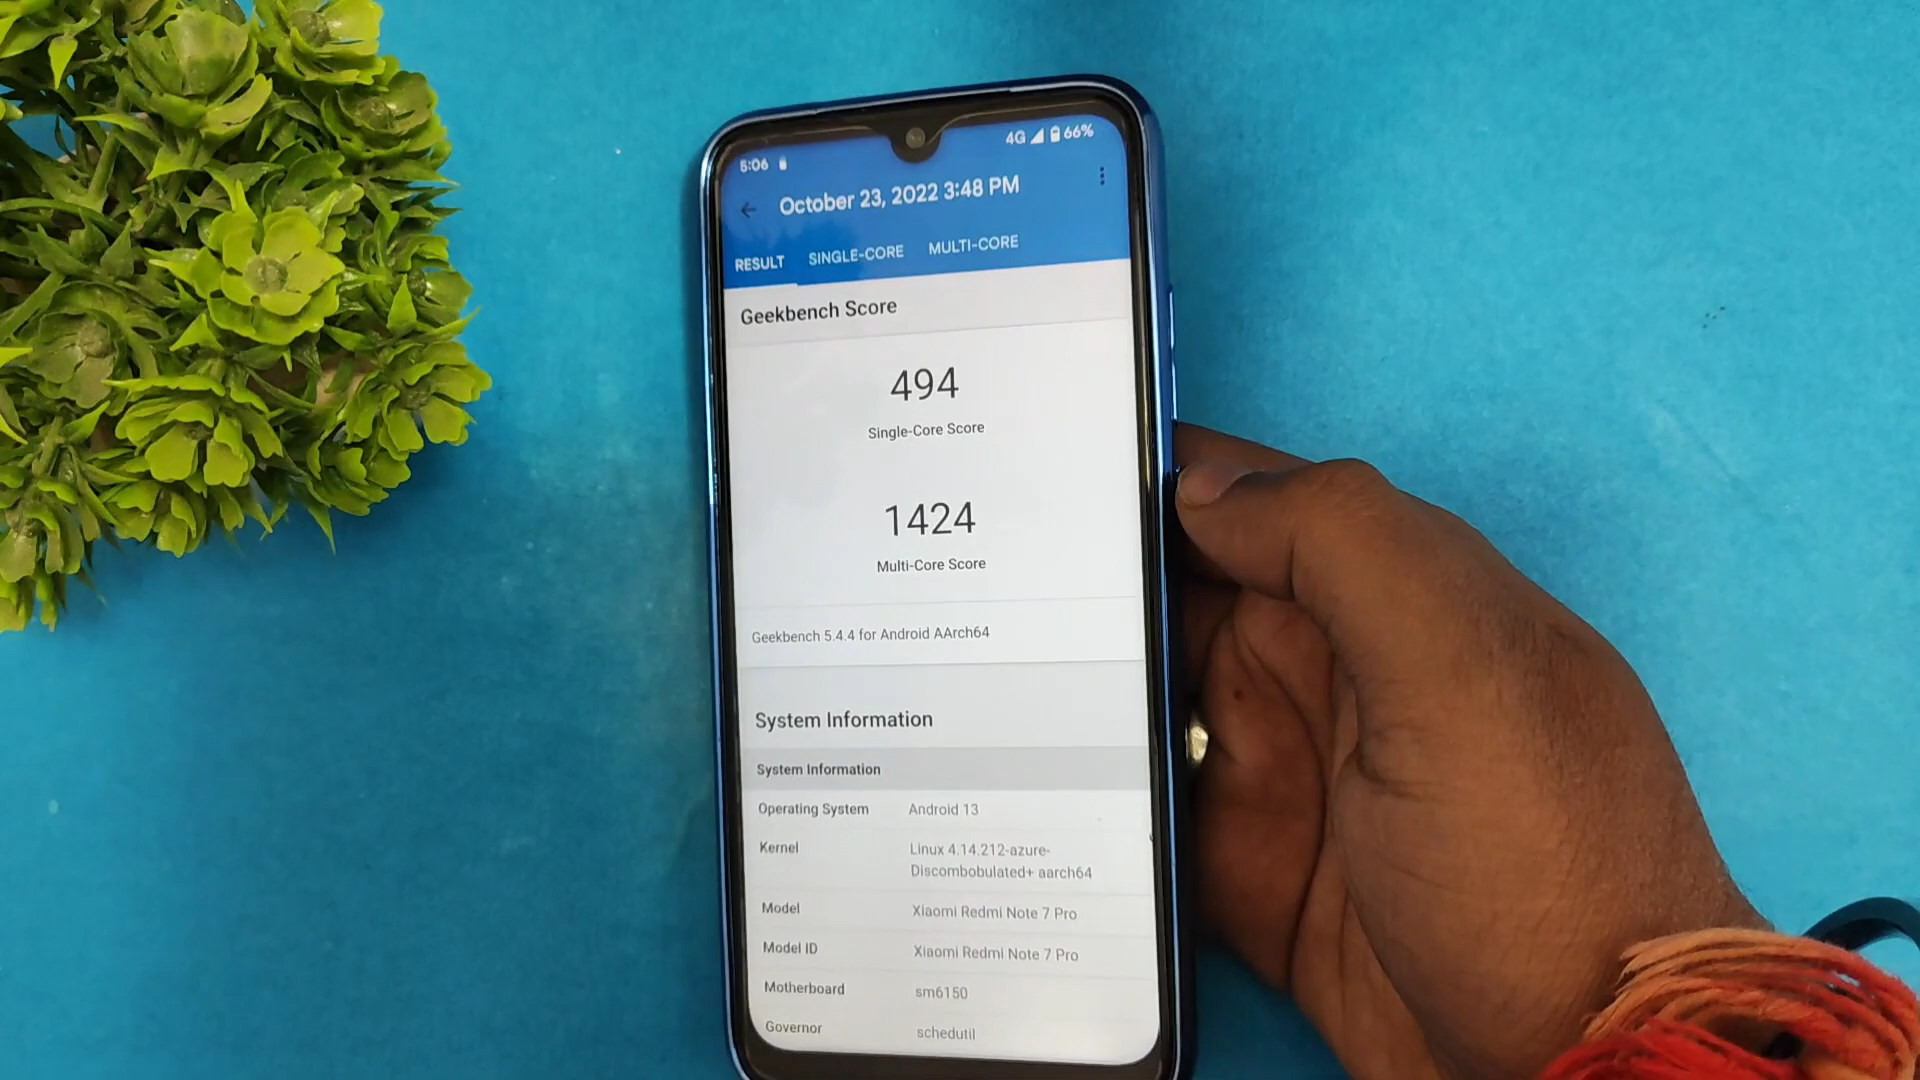 5:06
4G 66%
October 23, 2022 3:48 PM
RESULT SINGLE-CORE MULTI-CORE
Geekbench Score
494
Single-Core Score
1424
Multi-Core Score
Geekbench 5.4.4 for Android AArch64
System Information
System Information
Operating System Android 13
Kernel Linux 4.14.212-azure-
Discombobulated+ aarch64
Model Xiaomi Redmi Note 7 Pro
Model ID Xiaomi Redmi Note 7 Pro
Motherboard sm6150
Governor schedutil